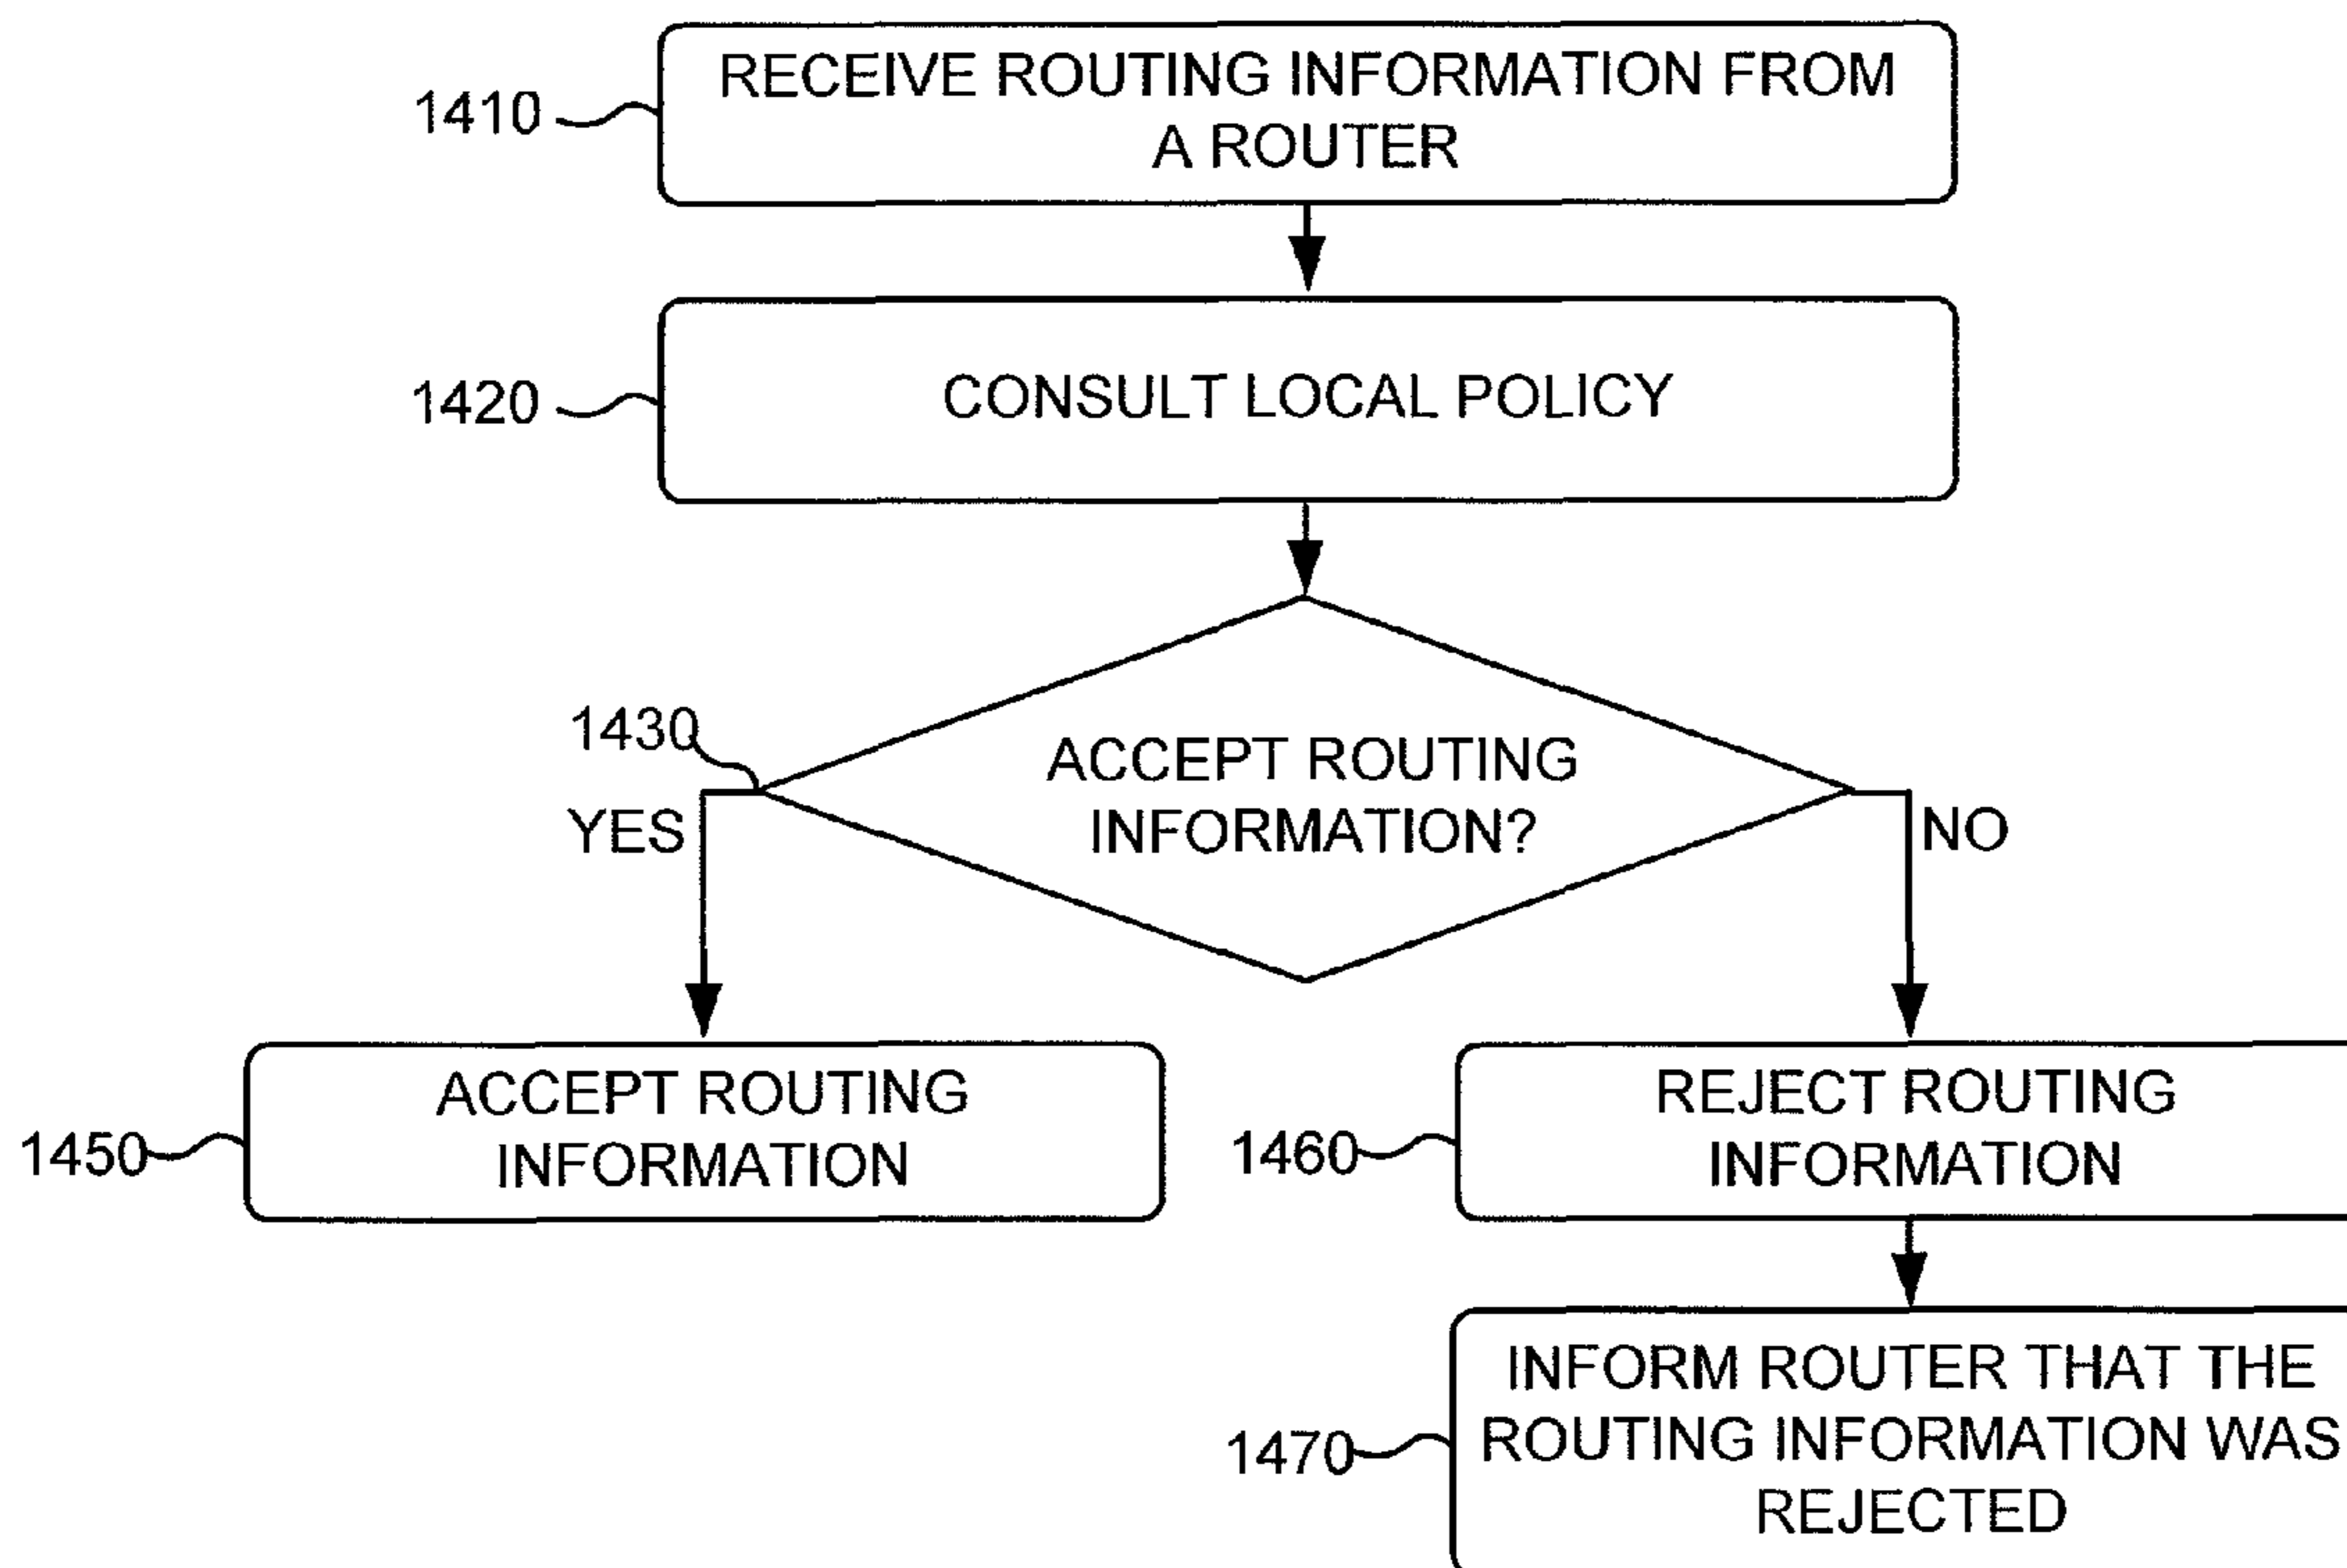 RECEIVE ROUTING INFORMATION FROM
A ROUTER
1410
CONSULT LOCAL POLICY
1420
1430
ACCEPT ROUTING
INFORMATION?
YES
NO
ACCEPT ROUTING
INFORMATION
1450
REJECT ROUTING
INFORMATION
1460
INFORM ROUTER THAT THE
ROUTING INFORMATION WAS
REJECTED
1470